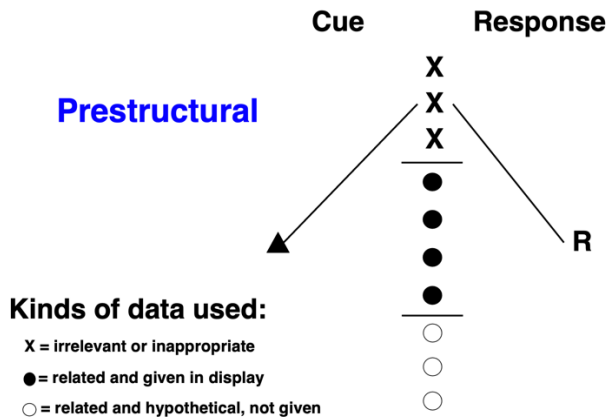 Cue Response
X
X
X
Prestructural
R
Kinds of data used:
X = irrelevant or inappropriate
●= related and given in display
○ = related and hypothetical, not given